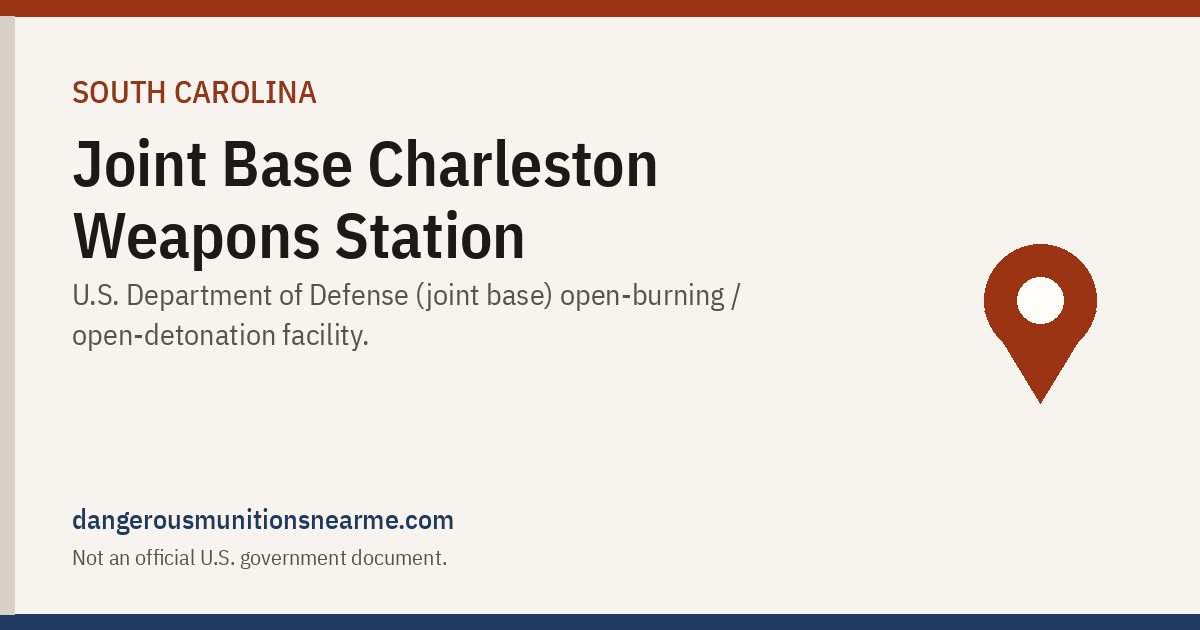 SOUTH CAROLINA
Joint Base Charleston
Weapons Station
U.S. Department of Defense (joint base) open-burning /
open-detonation facility.
dangerousmunitionsnearme.com
Not an official U.S. government document.